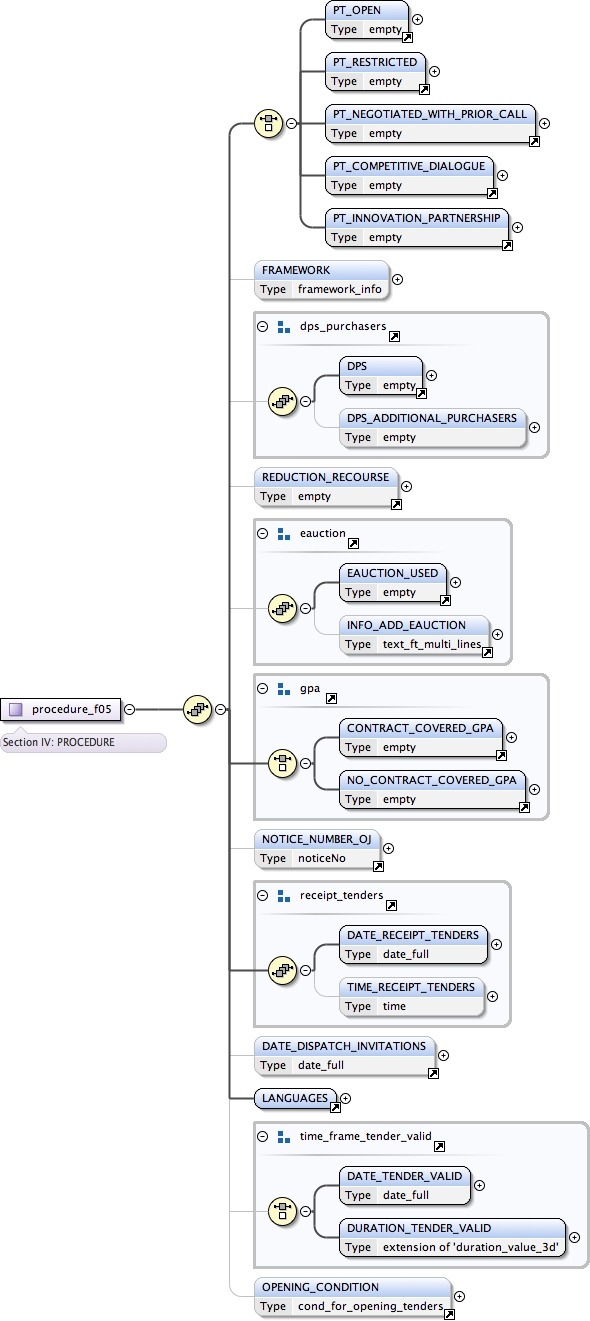 PT_OPEN
Type empty
PT_RESTRICTED
Type empty
PT_NEGOTIATED_WITH_PRIOR_CALL
Type empty
PT_COMPETITIVE_DIALOGUE
Type empty
PT_INNOVATION_PARTNERSHIP
Type empty
FRAMEWORK
Type framework_info
dps_purchasers
DPS
Type empty
DPS_ADDITIONAL_PURCHASERS
Type empty
REDUCTION_RECOURSE
Type empty
eauction
EAUCTION_USED
Type empty
INFO_ADD_EAUCTION
Type text_ft_multi_lines
procedure_f05
Section IV: PROCEDURE
gpa
CONTRACT_COVERED_GPA
Type empty
NO_CONTRACT_COVERED_GPA
Type empty
NOTICE_NUMBER_OJ
Type noticeNo
receipt_tenders
DATE_RECEIPT_TENDERS
Type date_full
TIME_RECEIPT_TENDERS
Type time
DATE_DISPATCH_INVITATIONS
Type date_full
LANGUAGES
time_frame_tender_valid
DATE_TENDER_VALID
Type date_full
DURATION_TENDER_VALID
Type extension of 'duration_value_3d'
OPENING_CONDITION
Type cond_for_opening_tenders